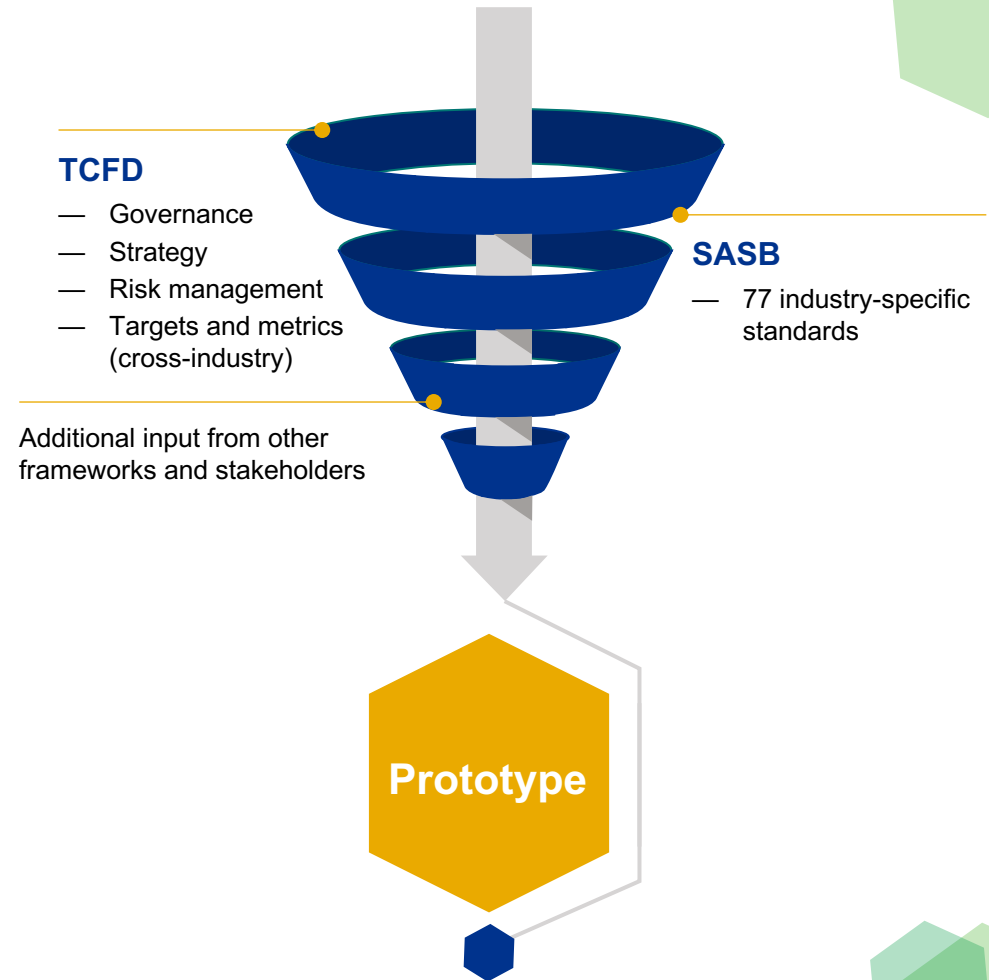 TCFD
— Governance
— Strategy
— Risk management
— Targets and metrics
(cross-industry)
SASB
— 77 industry-specific
standards
Additional input from other
frameworks and stakeholders
Prototype